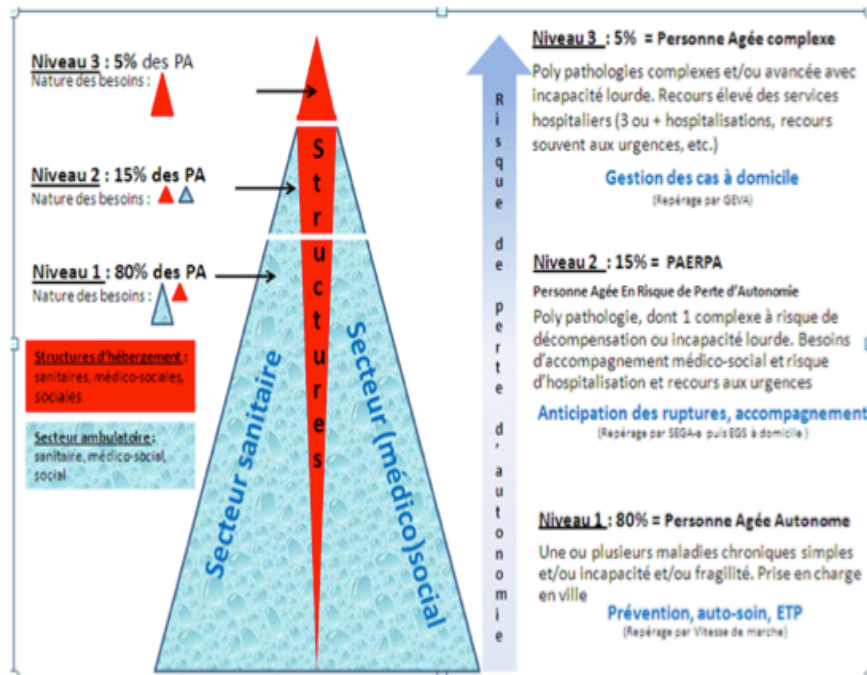 Niveau 3 : 5% des PA
Nature des besoins :
Niveau 2 : 15% des PA
Nature des besoins :
Niveau 1 : 80% des PA
Nature des besoins :
Structures d'hébergement :
sanitaires, médico-sociales,
sociales
Secteur ambulatoire :
sanitaire, médico-social,
social
Structures
Secteur sanitaire
Secteur (médico)social
Risque de perte d'autonomie
Niveau 3 : 5% = Personne Agée complexe
Poly pathologies complexes et/ou avancée avec
incapacité lourde. Recours élevé des services
hospitaliers (3 ou + hospitalisations, recours
souvent aux urgences, etc.)
Gestion des cas à domicile
(Repérage par GEVA)
Niveau 2 : 15% = PAERPA
Personne Agée En Risque de Perte d'Autonomie
Poly pathologie, dont 1 complexe à risque de
décompensation ou incapacité lourde. Besoins
d'accompagnement médico-social et risque
d'hospitalisation et recours aux urgences
Anticipation des ruptures, accompagnement
(Repérage par SEGA-a puis EGS à domicile )
Niveau 1 : 80% = Personne Agée Autonome
Une ou plusieurs maladies chroniques simples
et/ou incapacité et/ou fragilité. Prise en charge
en ville
Prévention, auto-soin, ETP
(Repérage par Vitesse de marche)